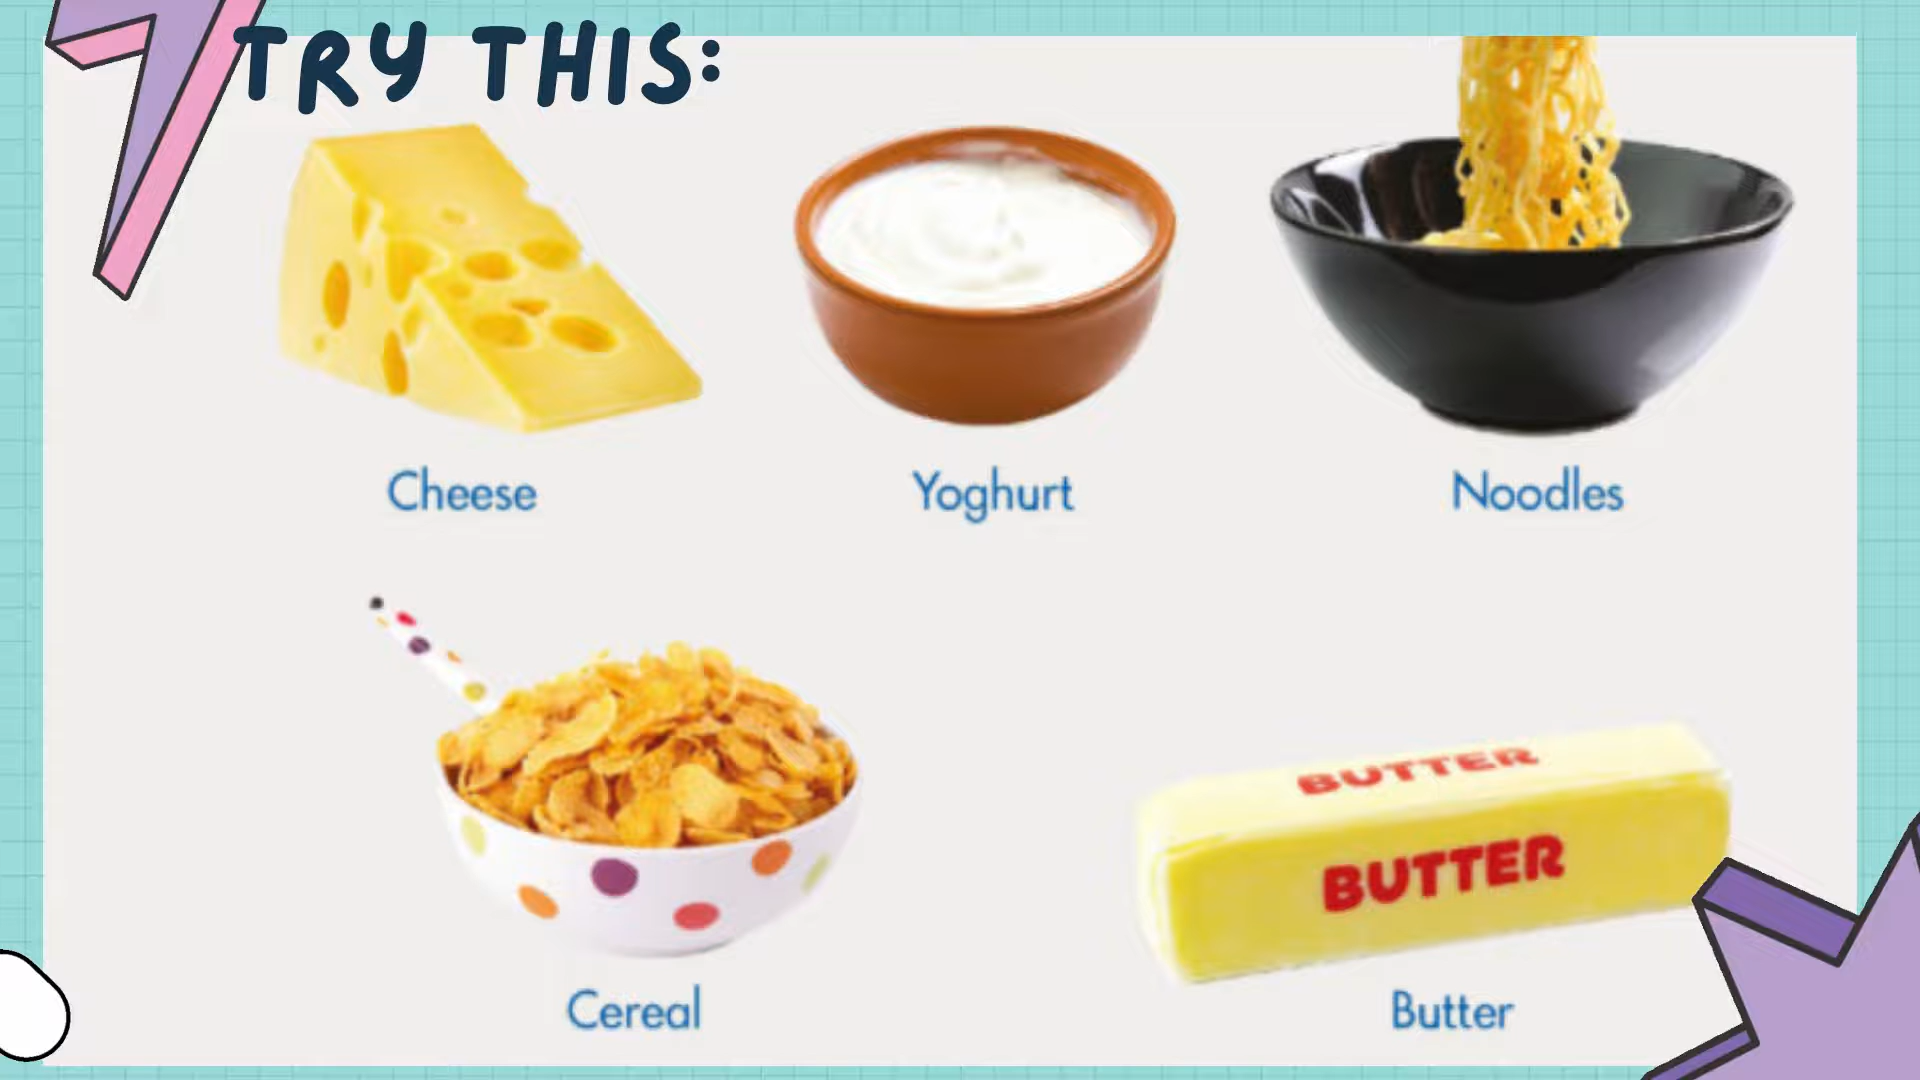 TRY THIS:
Cheese
Yoghurt
Noodles
BUTTER
BUTTER
Cereal
Butter